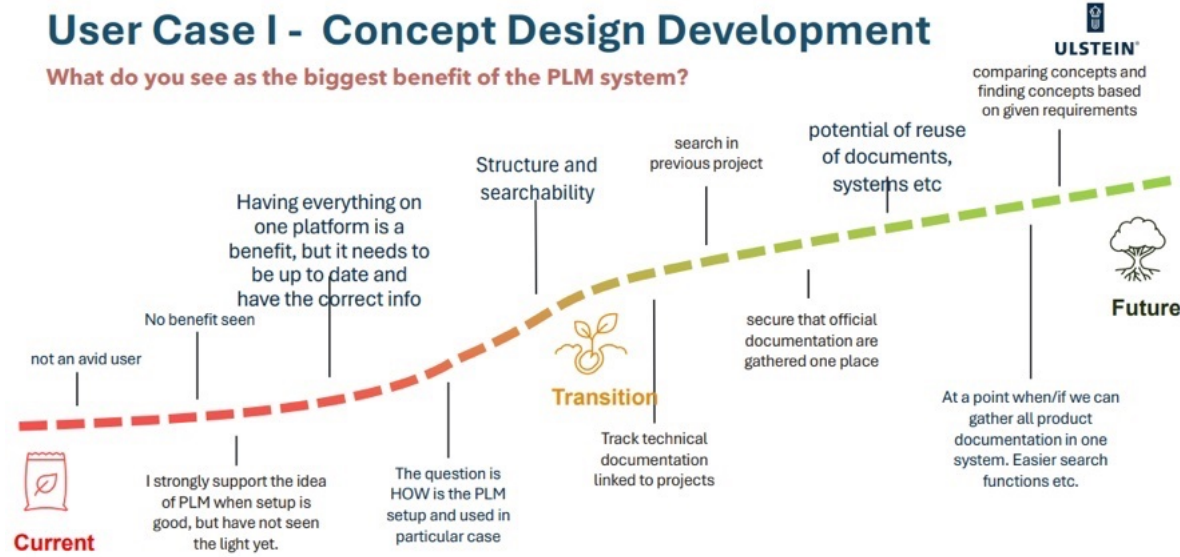 User Case I - Concept Design Development
What do you see as the biggest benefit of the PLM system?
ULSTEIN®
not an avid user
No benefit seen
Having everything on
one platform is a
benefit, but it needs to
be up to date and
have the correct info
Structure and
searchability
search in
previous project
potential of reuse
of documents,
systems etc
comparing concepts and
finding concepts based
on given requirements
Current
I strongly support the idea
of PLM when setup is
good, but have not seen
the light yet.
The question is
HOW is the PLM
setup and used in
particular case
Transition
Track technical
documentation
linked to projects
secure that official
documentation are
gathered one place
At a point when/if we can
gather all product
documentation in one
system. Easier search
functions etc.
Future